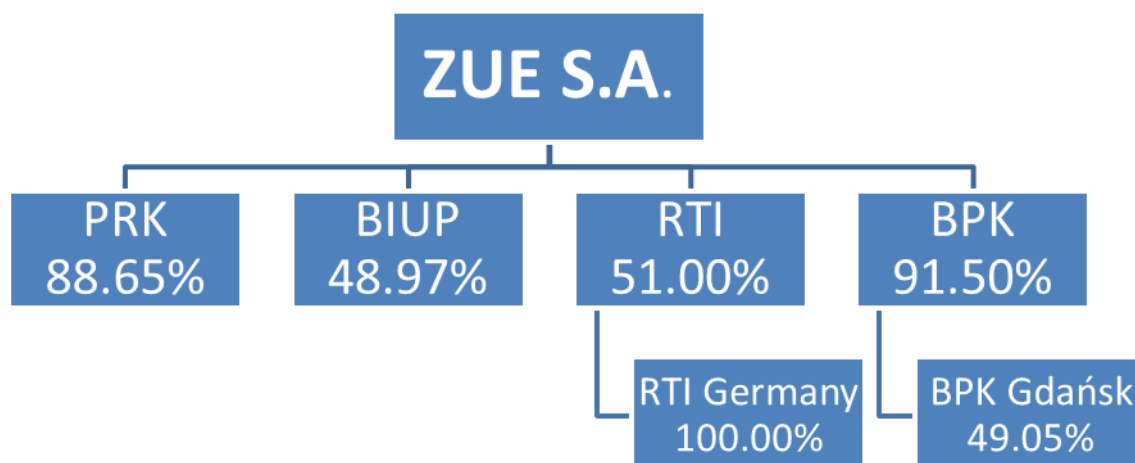 ZUE S.A.
PRK
88.65%
BIUP
48.97%
RTI
51.00%
BPK
91.50%
RTI Germany
100.00%
BPK Gdańsk
49.05%